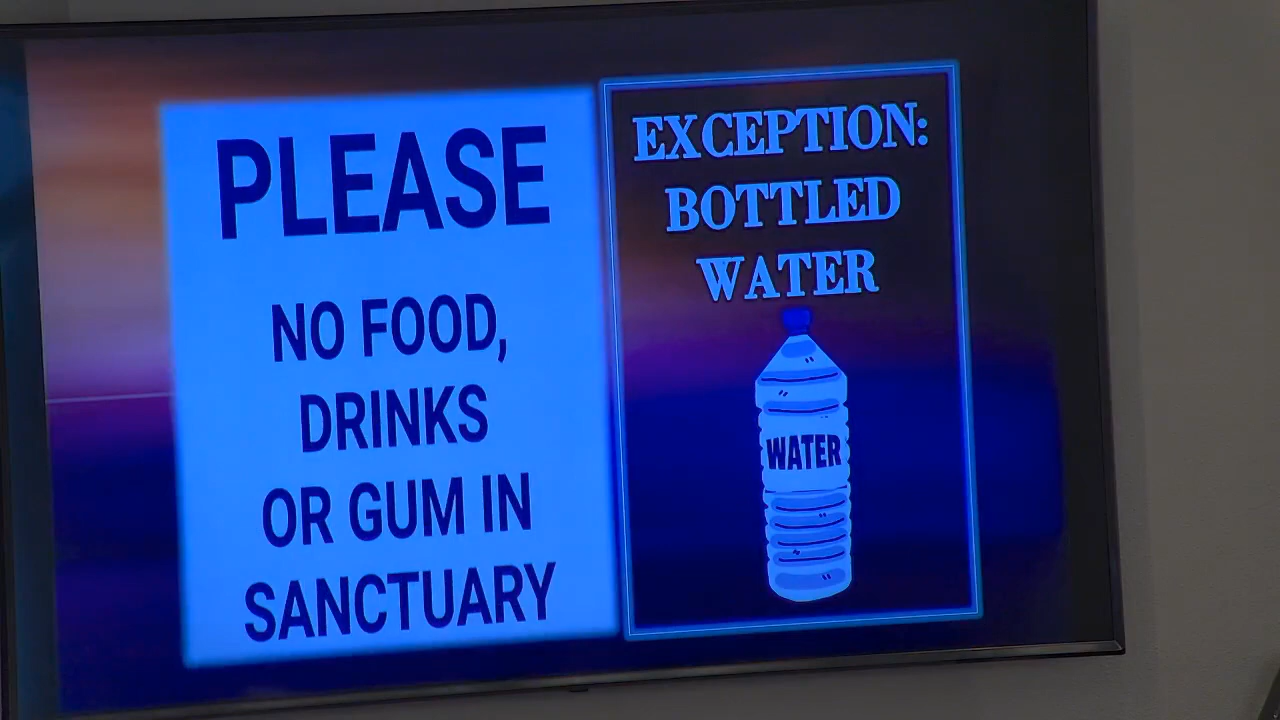 PLEASE
NO FOOD,
DRINKS
OR GUM IN
SANCTUARY
EXCEPTION:
BOTTLED
WATER
WATER